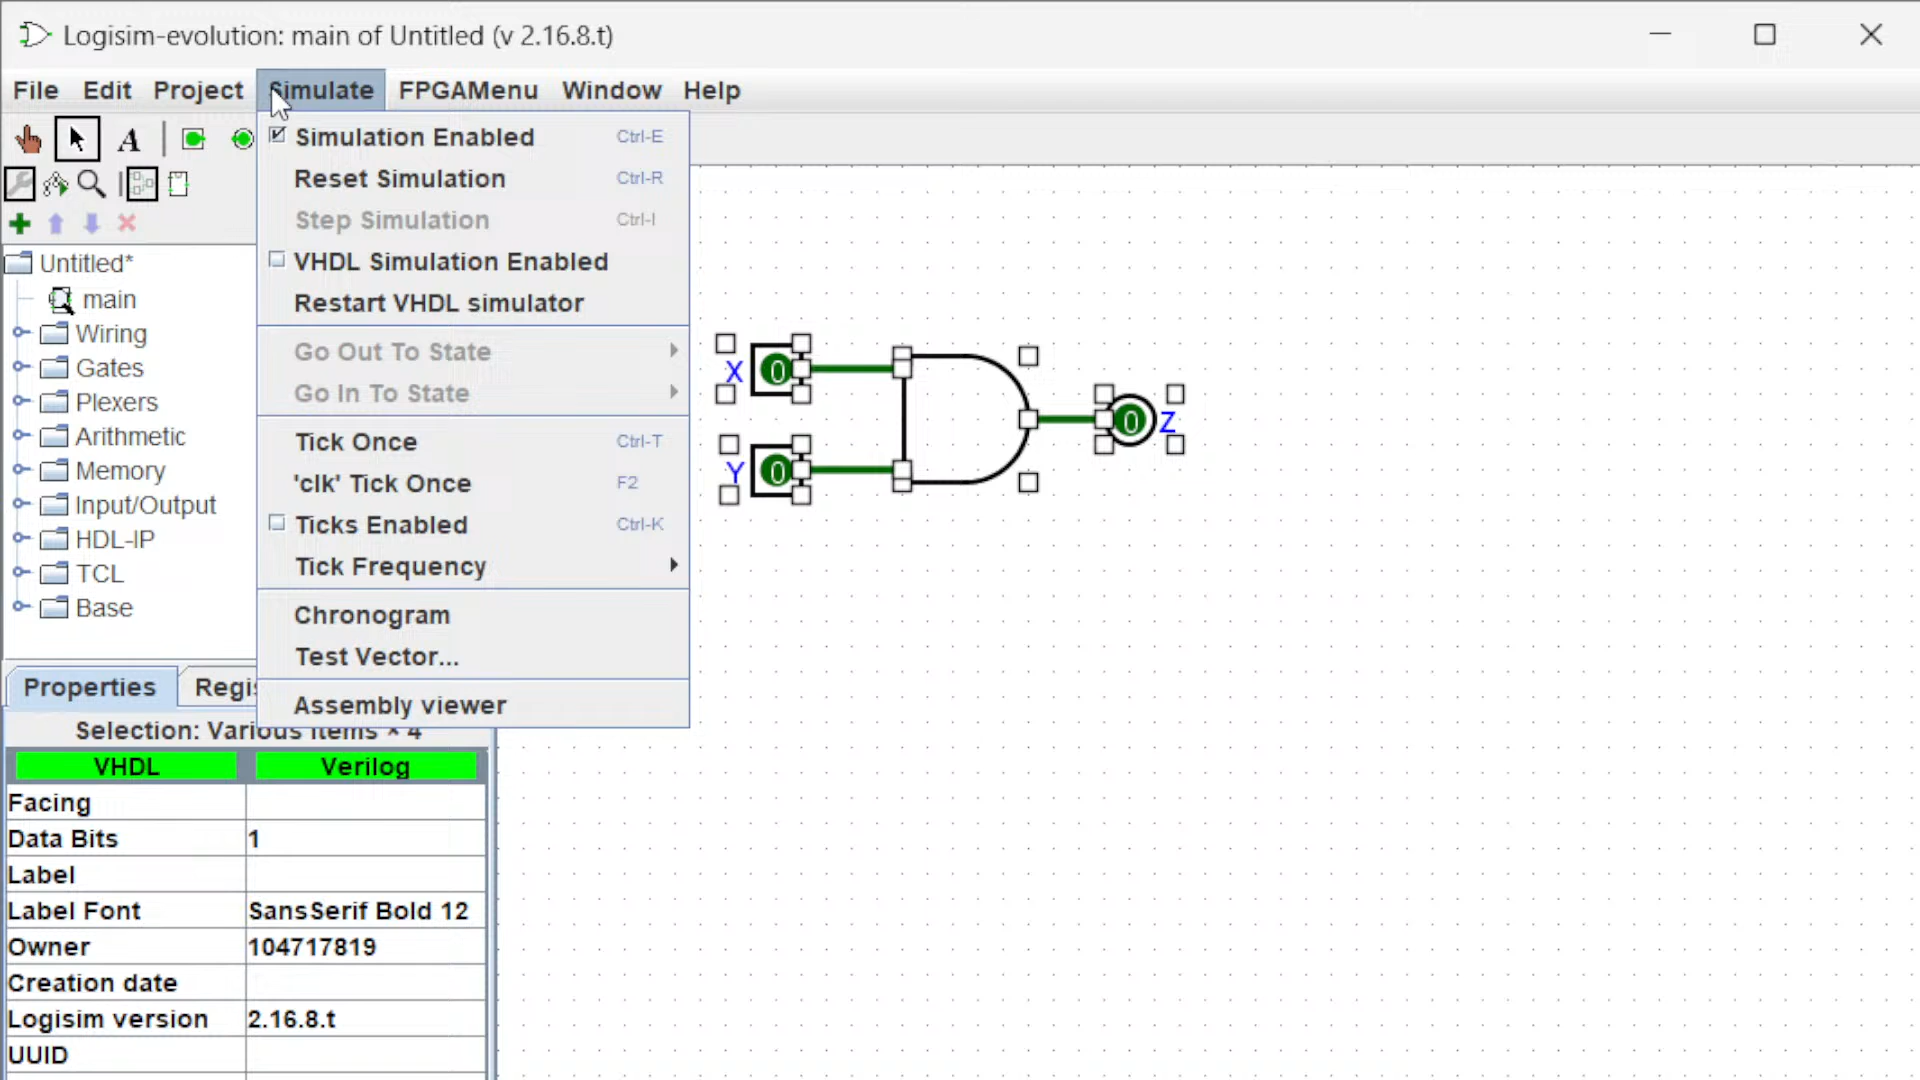 Logisim-evolution: main of Untitled (v 2.16.8.t)
File Edit Project Simulate FPGAMenu Window Help
A
Simulation Enabled Ctrl-E
Reset Simulation Ctrl-R
Step Simulation Ctrl-I
VHDL Simulation Enabled
Restart VHDL simulator
Go Out To State
Go In To State
Tick Once Ctrl-T
'clk' Tick Once F2
Ticks Enabled Ctrl-K
Tick Frequency
Chronogram
Test Vector...
Assembly viewer
Untitled*
main
Wiring
Gates
Plexers
Arithmetic
Memory
Input/Output
HDL-IP
TCL
Base
X 0
Y 0
0 Z
Properties Regis
Selection: Various items × 4
VHDL Verilog
Facing
Data Bits 1
Label
Label Font SansSerif Bold 12
Owner 104717819
Creation date
Logisim version 2.16.8.t
UUID